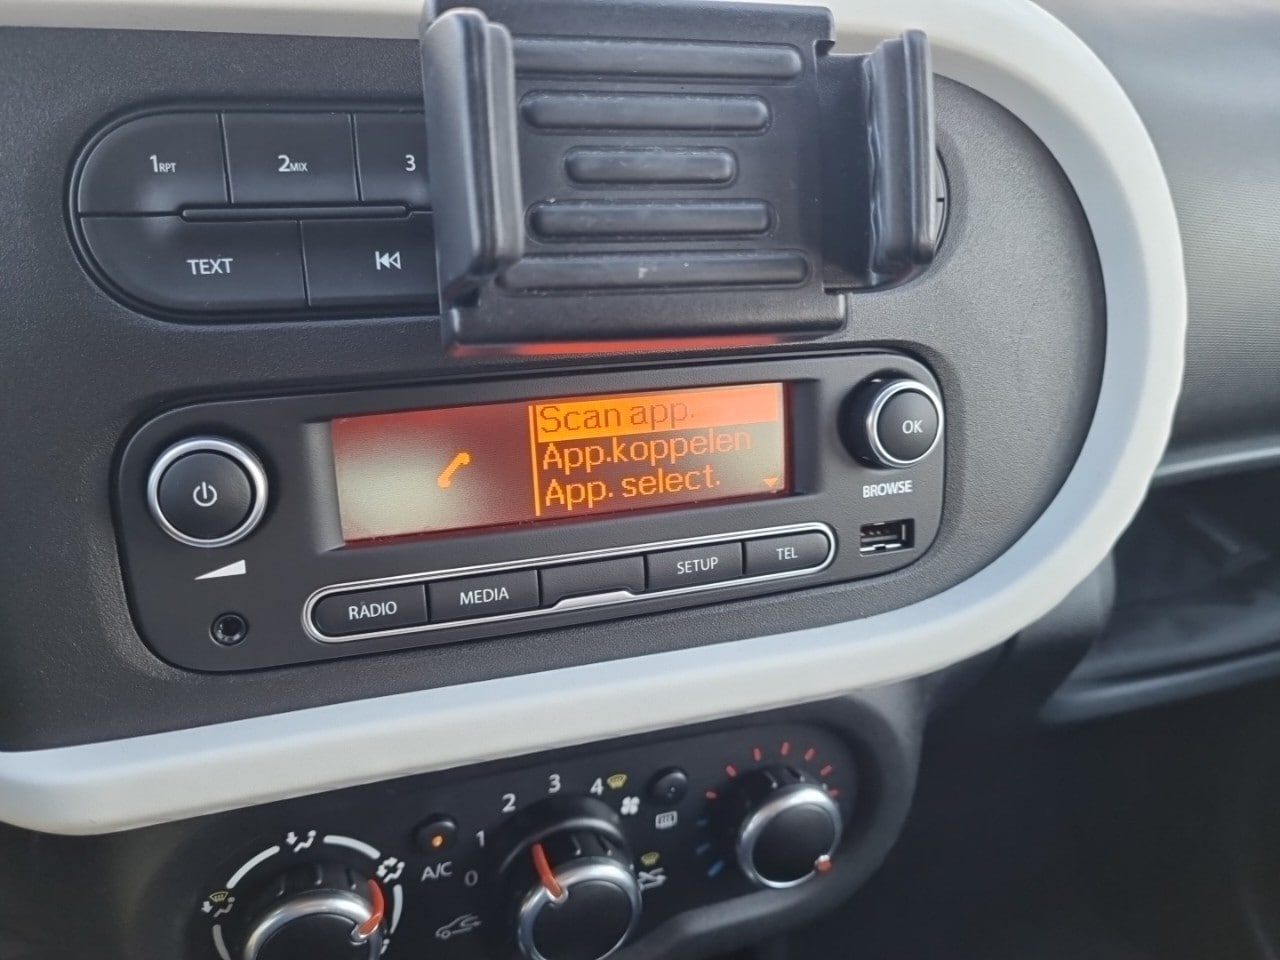 1RPT
2MIX
3
TEXT
Scan app.
App.koppelen
App. select.
OK
BROWSE
RADIO
MEDIA
SETUP
TEL
0
1
2
3
4
A/C